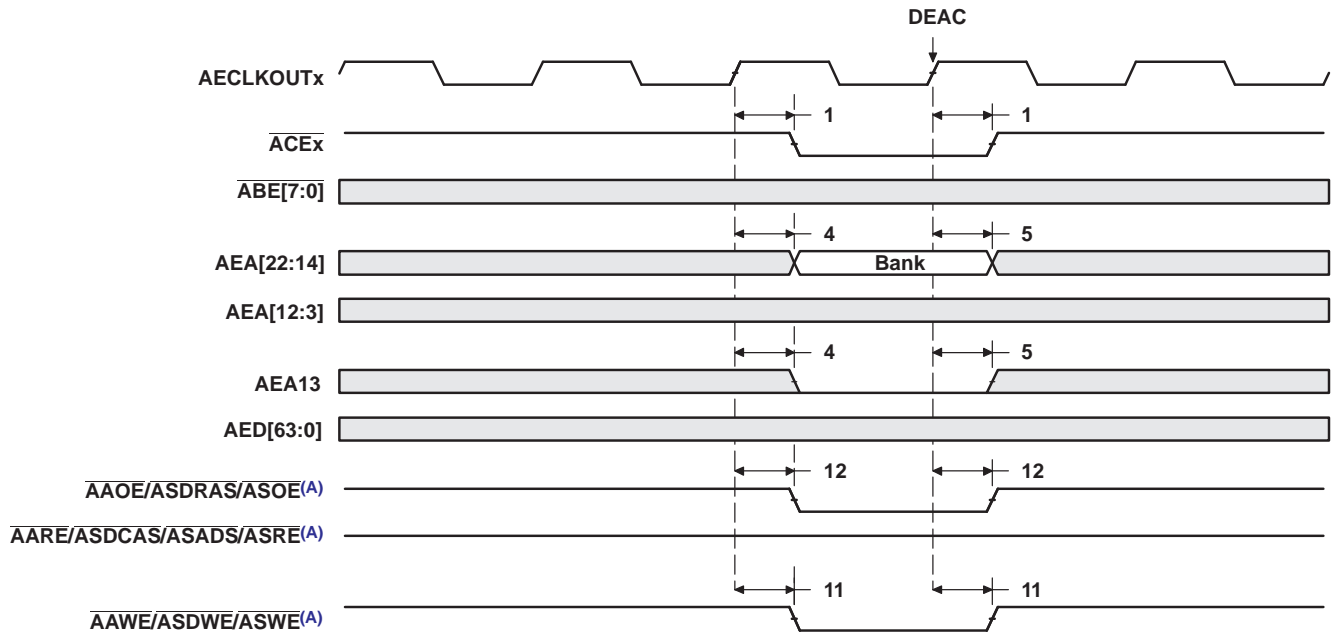 DEAC
AECLKOUTx
1 1
ACEx
ABE[7:0]
4 5
AEA[22:14] Bank
AEA[12:3]
4 5
AEA13
AED[63:0]
12 12
AAOE/ASDRAS/ASOE(A)
AARE/ASDCAS/ASADS/ASRE(A)
11 11
AAWE/ASDWE/ASWE(A)